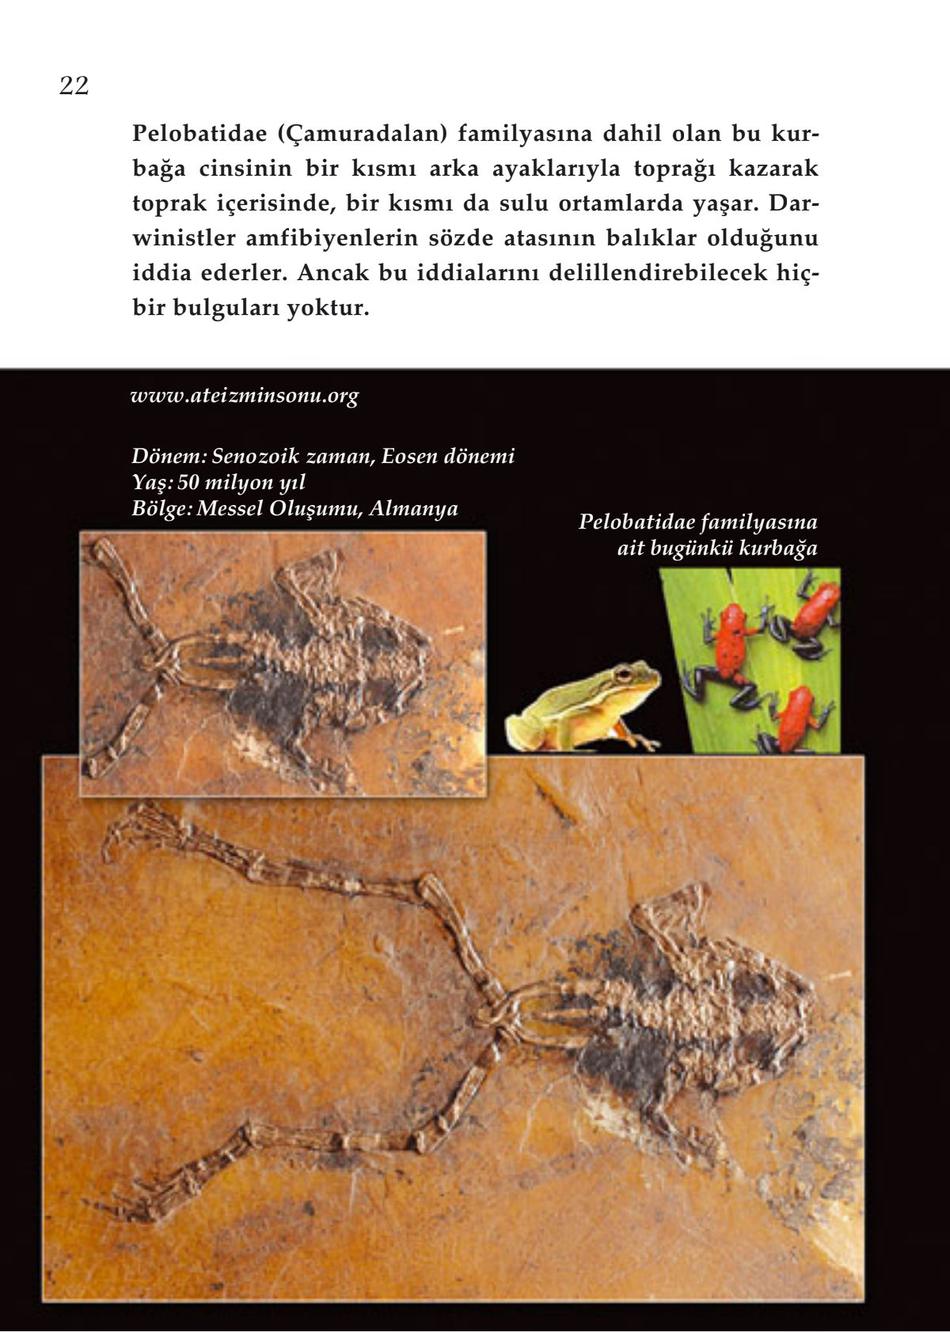 22
Pelobatidae (Çamuradalan) familyasına dahil olan bu kur-
bağa cinsinin bir kısmı arka ayaklarıyla toprağı kazarak
toprak içerisinde, bir kısmı da sulu ortamlarda yaşar. Dar-
winistler amfibiyenlerin sözde atasının balıklar olduğunu
iddia ederler. Ancak bu iddialarını delillendirebilecek hiç-
bir bulguları yoktur.
www.ateizminsonu.org
Dönem: Senozoik zaman, Eosen dönemi
Yaş: 50 milyon yıl
Bölge: Messel Oluşumu, Almanya
Pelobatidae familyasına
ait bugünkü kurbağa